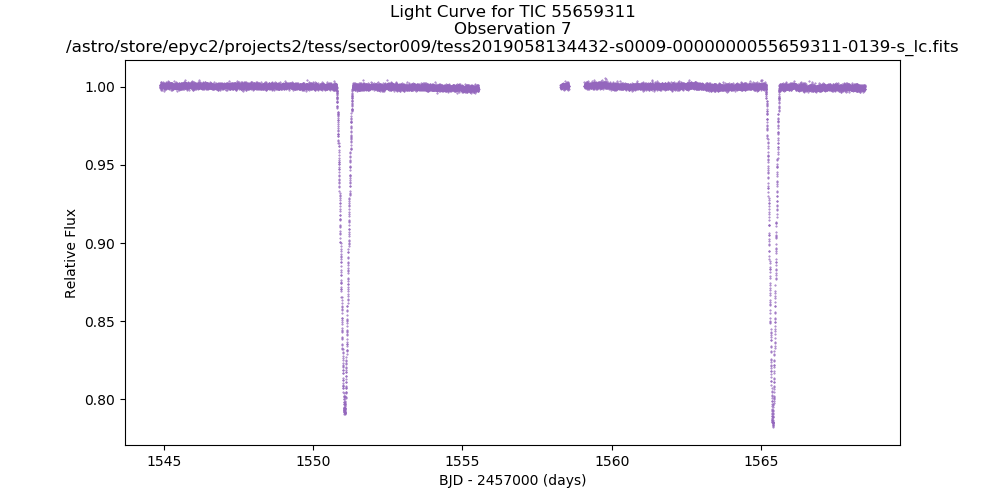 Light Curve for TIC 55659311
Observation 7
/astro/store/epyc2/projects2/tess/sector009/tess2019058134432-s0009-0000000055659311-0139-s_lc.fits
1.00
0.95
0.90
0.85
0.80
Relative Flux
1545
1550
1555
1560
1565
BJD - 2457000 (days)